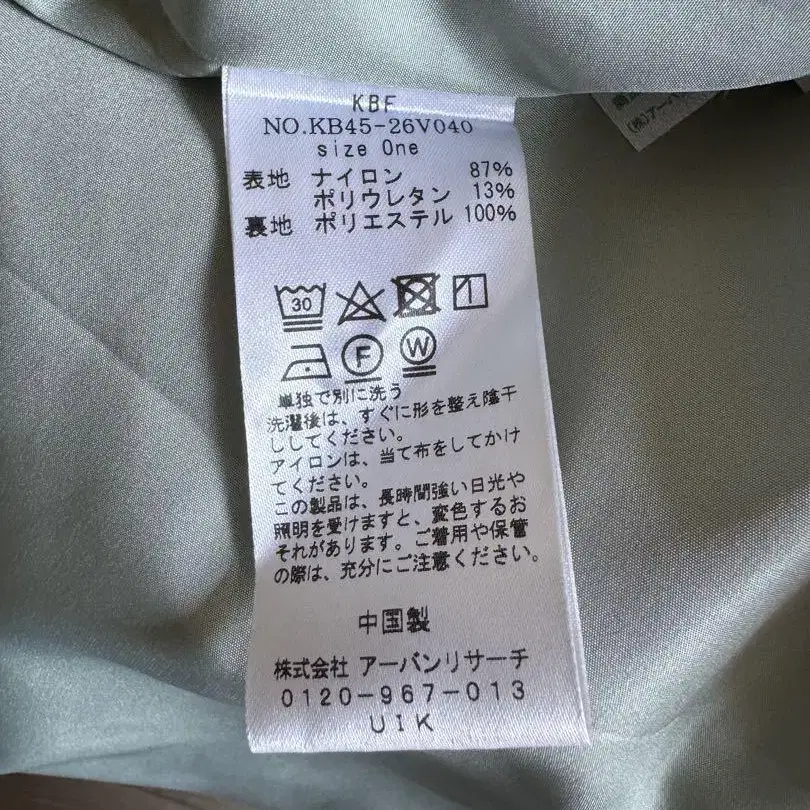 KBF
NO.KB45-26V040
size One
表地 ナイロン 87%
ポリウレタン 13%
裏地 ポリエステル 100%
30
F W
単独で別に洗う
洗濯後は、すぐに形を整え陰干
ししてください。
アイロンは、当て布をしてかけ
てください。
この製品は、長時間強い日光や
照明を受けますと、変色するお
それがあります。ご着用や保管
の際は、充分にご注意ください。
中国製
株式会社 アーバンリサーチ
0120-967-013
UIK
(株)アーバ